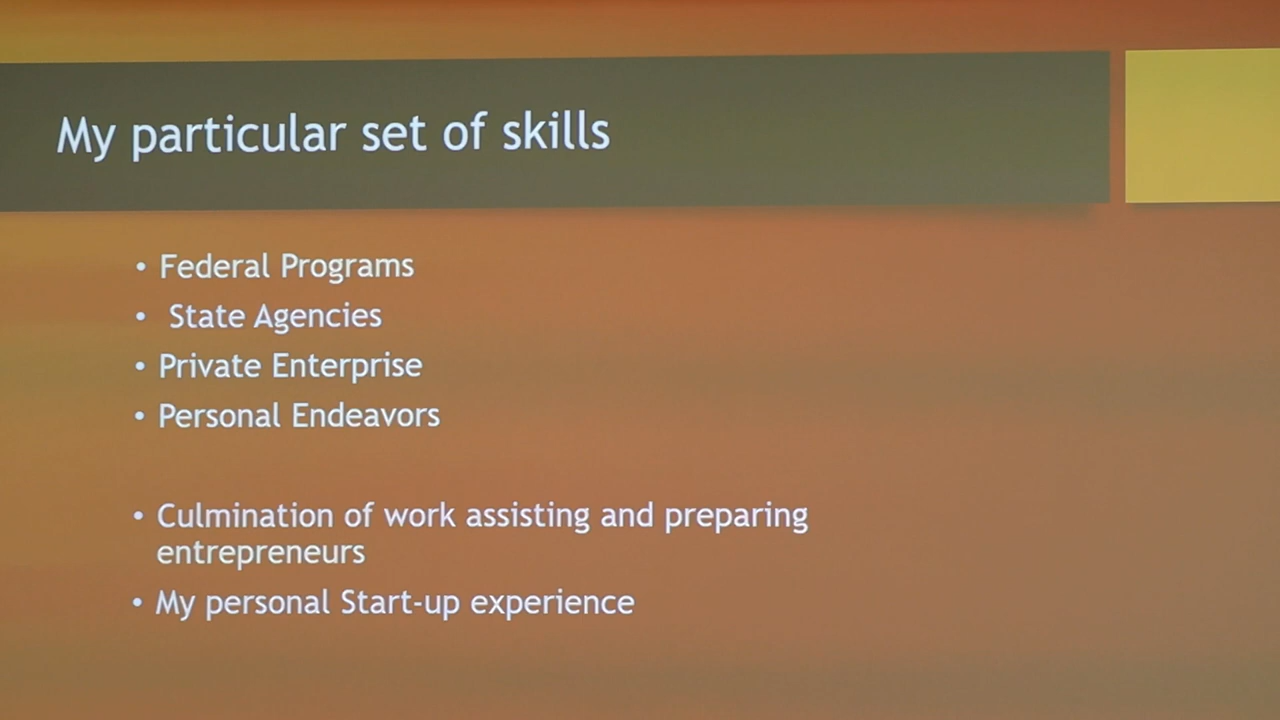 My particular set of skills
• Federal Programs
• State Agencies
• Private Enterprise
• Personal Endeavors
• Culmination of work assisting and preparing
entrepreneurs
• My personal Start-up experience